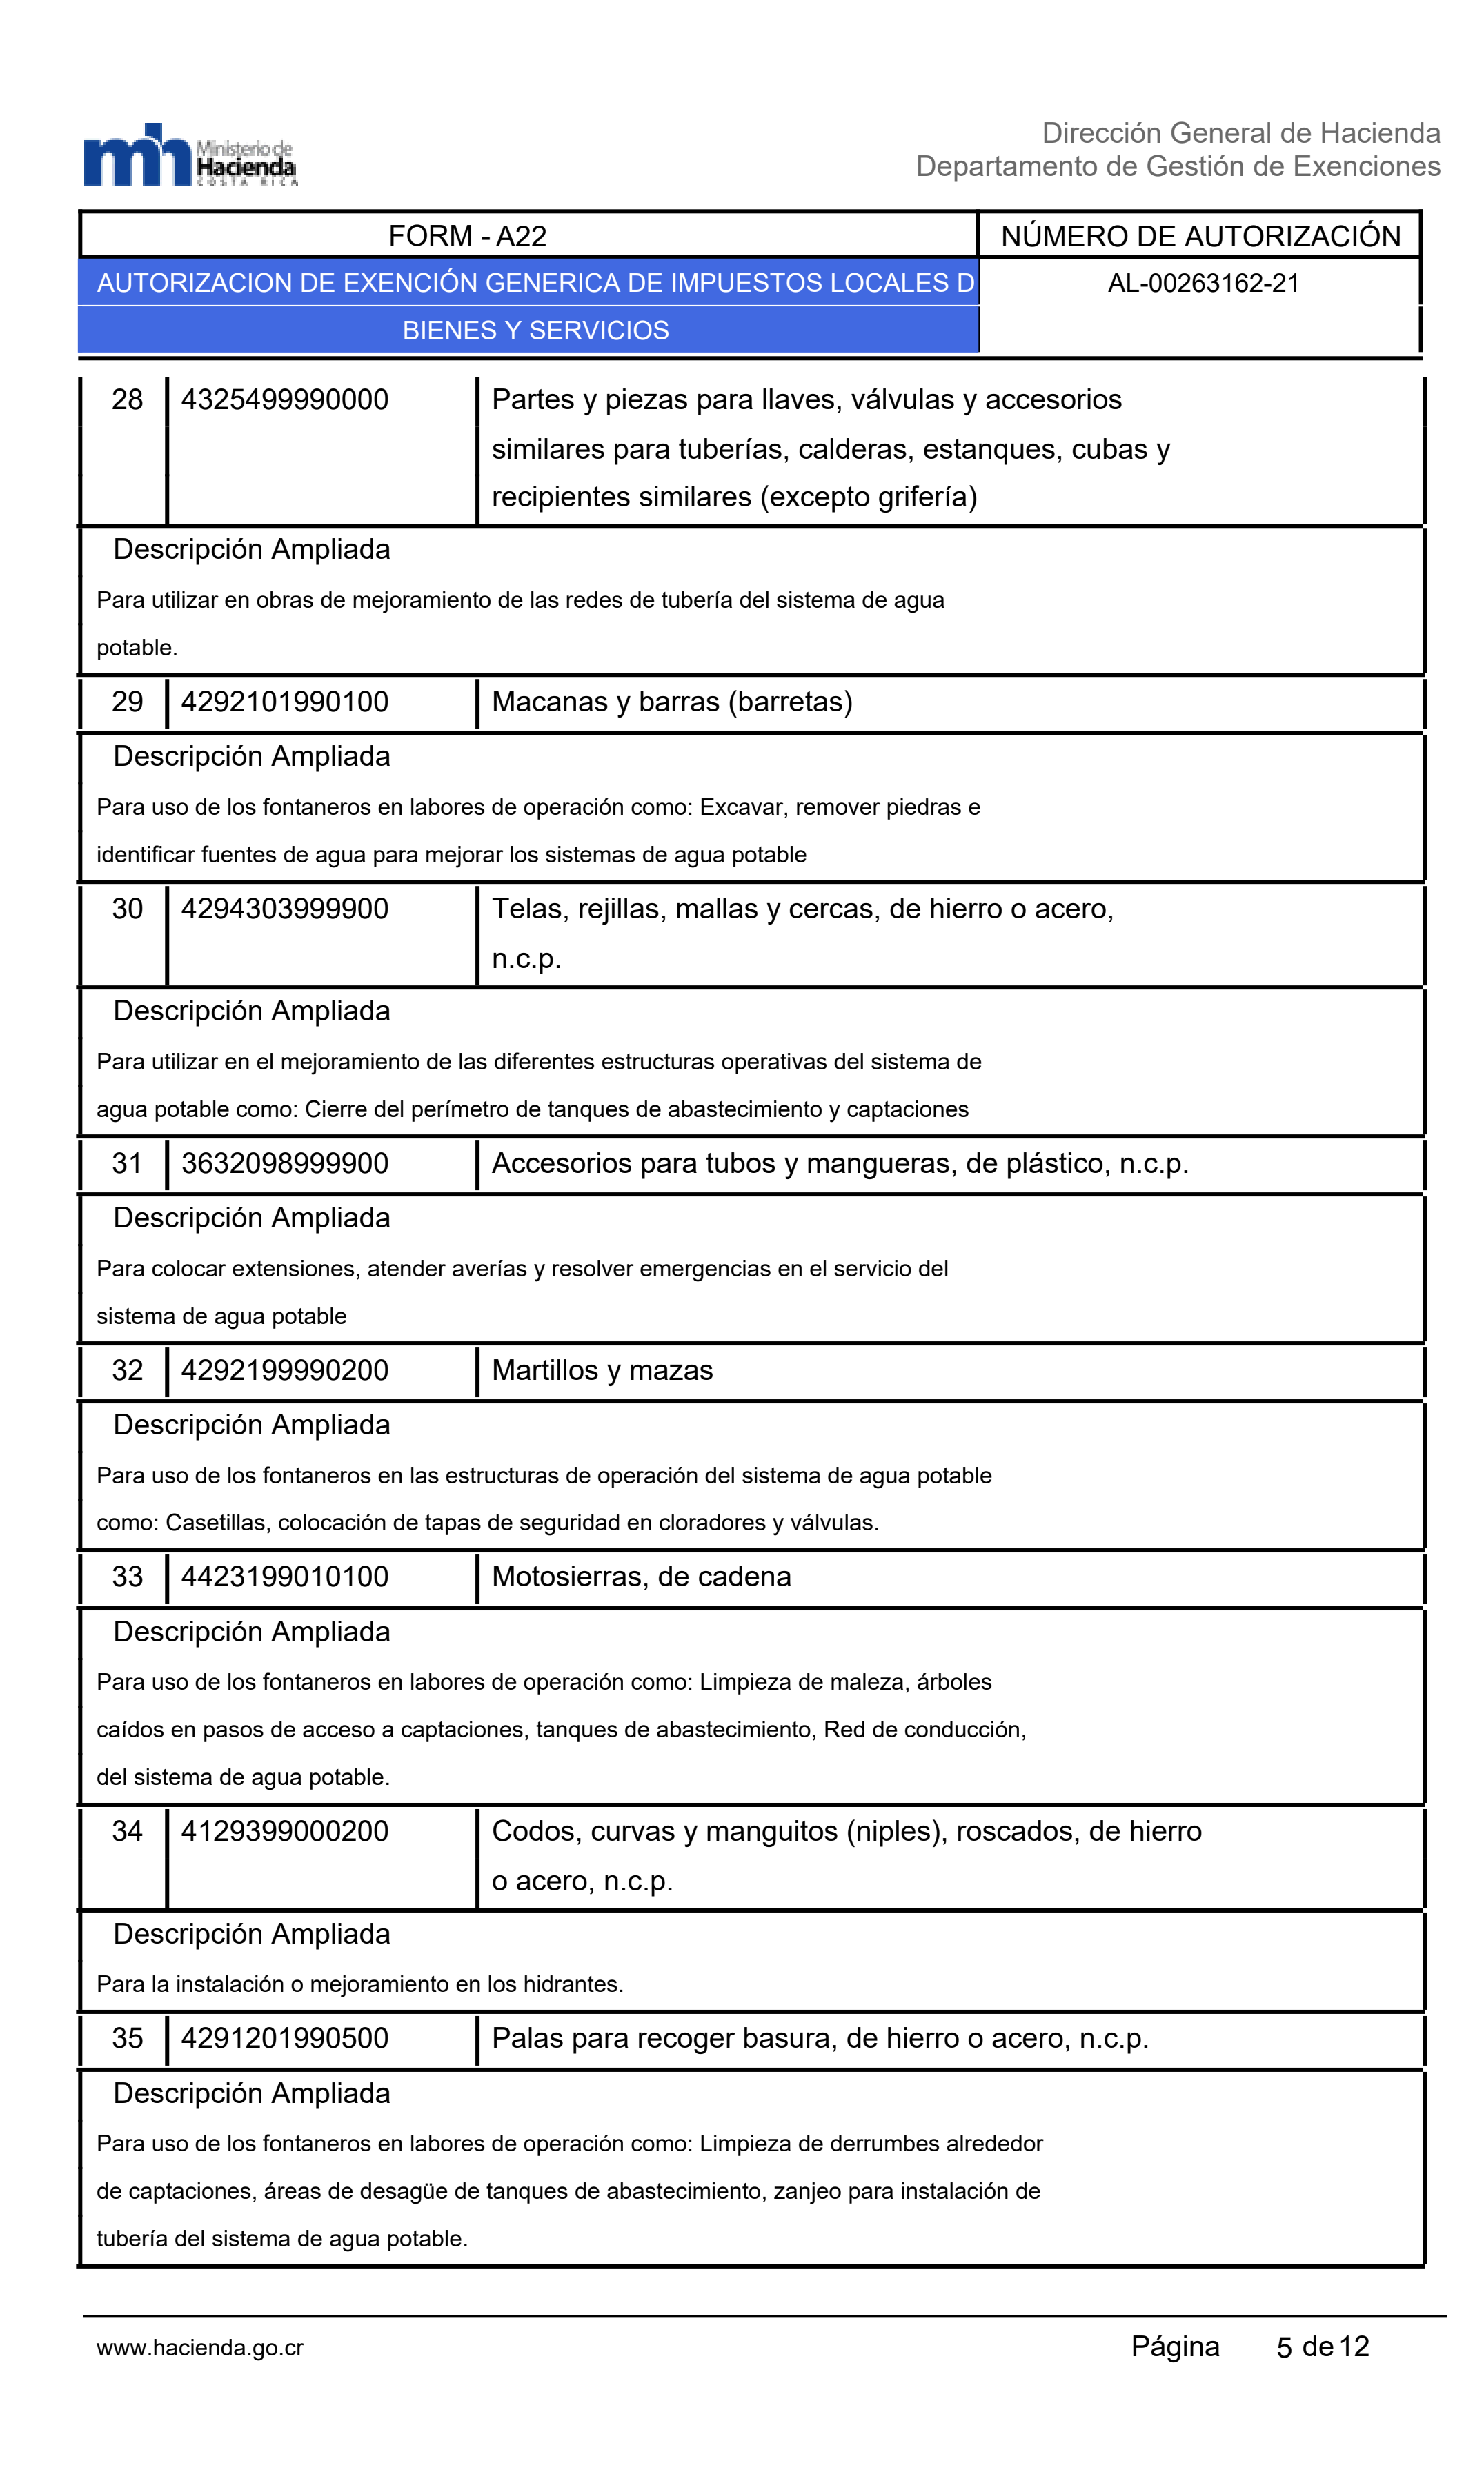 Ministerio de
Hacienda
COSTA RICA
Dirección General de Hacienda
Departamento de Gestión de Exenciones
FORM - A22
NÚMERO DE AUTORIZACIÓN
AUTORIZACION DE EXENCIÓN GENERICA DE IMPUESTOS LOCALES D
AL-00263162-21
BIENES Y SERVICIOS
28 4325499990000 Partes y piezas para llaves, válvulas y accesorios
similares para tuberías, calderas, estanques, cubas y
recipientes similares (excepto grifería)
Descripción Ampliada
Para utilizar en obras de mejoramiento de las redes de tubería del sistema de agua
potable.
29 4292101990100 Macanas y barras (barretas)
Descripción Ampliada
Para uso de los fontaneros en labores de operación como: Excavar, remover piedras e
identificar fuentes de agua para mejorar los sistemas de agua potable
30 4294303999900 Telas, rejillas, mallas y cercas, de hierro o acero,
n.c.p.
Descripción Ampliada
Para utilizar en el mejoramiento de las diferentes estructuras operativas del sistema de
agua potable como: Cierre del perímetro de tanques de abastecimiento y captaciones
31 3632098999900 Accesorios para tubos y mangueras, de plástico, n.c.p.
Descripción Ampliada
Para colocar extensiones, atender averías y resolver emergencias en el servicio del
sistema de agua potable
32 4292199990200 Martillos y mazas
Descripción Ampliada
Para uso de los fontaneros en las estructuras de operación del sistema de agua potable
como: Casetillas, colocación de tapas de seguridad en cloradores y válvulas.
33 4423199010100 Motosierras, de cadena
Descripción Ampliada
Para uso de los fontaneros en labores de operación como: Limpieza de maleza, árboles
caídos en pasos de acceso a captaciones, tanques de abastecimiento, Red de conducción,
del sistema de agua potable.
34 4129399000200 Codos, curvas y manguitos (niples), roscados, de hierro
o acero, n.c.p.
Descripción Ampliada
Para la instalación o mejoramiento en los hidrantes.
35 4291201990500 Palas para recoger basura, de hierro o acero, n.c.p.
Descripción Ampliada
Para uso de los fontaneros en labores de operación como: Limpieza de derrumbes alrededor
de captaciones, áreas de desagüe de tanques de abastecimiento, zanjeo para instalación de
tubería del sistema de agua potable.
www.hacienda.go.cr
Página 5 de 12